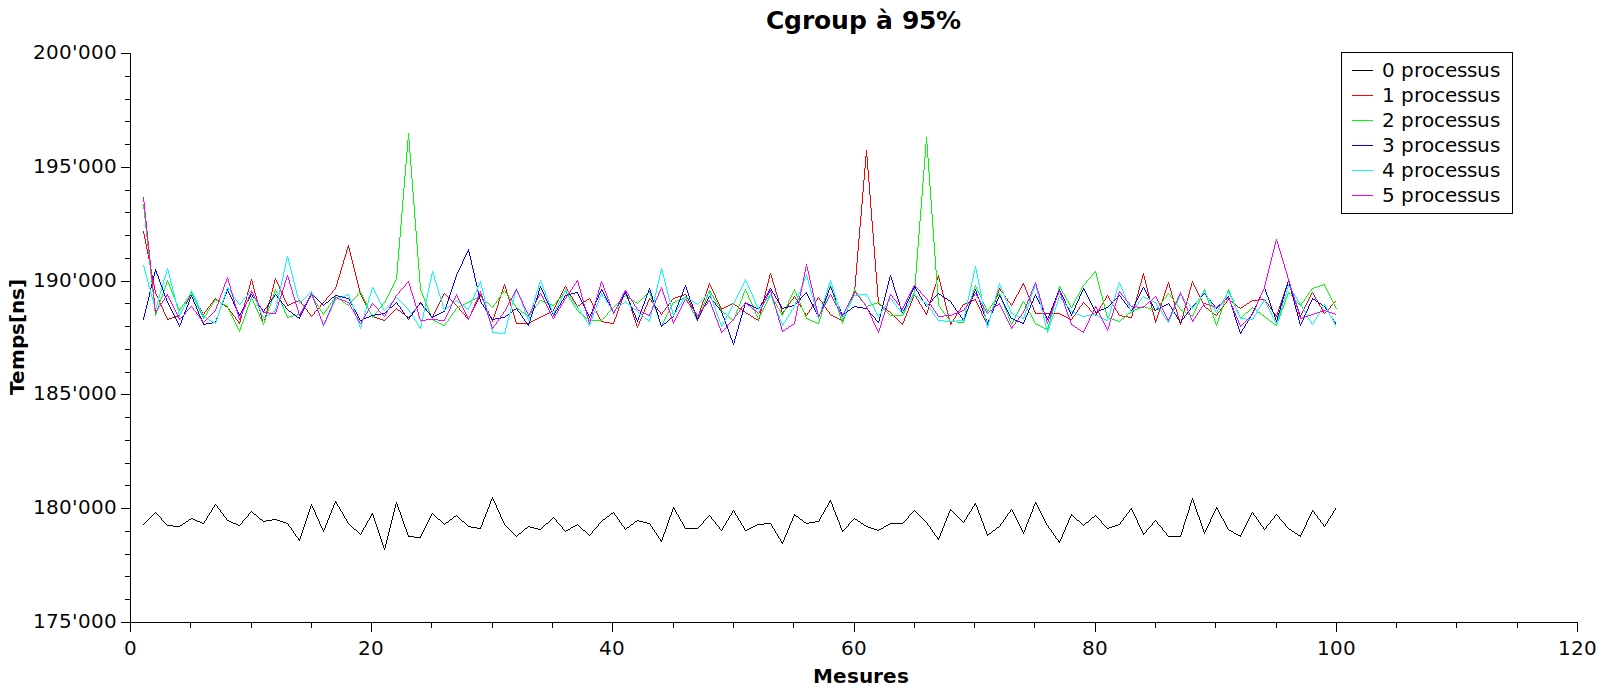 Cgroup à 95%
200'000
195'000
190'000
185'000
180'000
175'000
Temps[ns]
0 processus
1 processus
2 processus
3 processus
4 processus
5 processus
0 20 40 60 80 100 120
Mesures